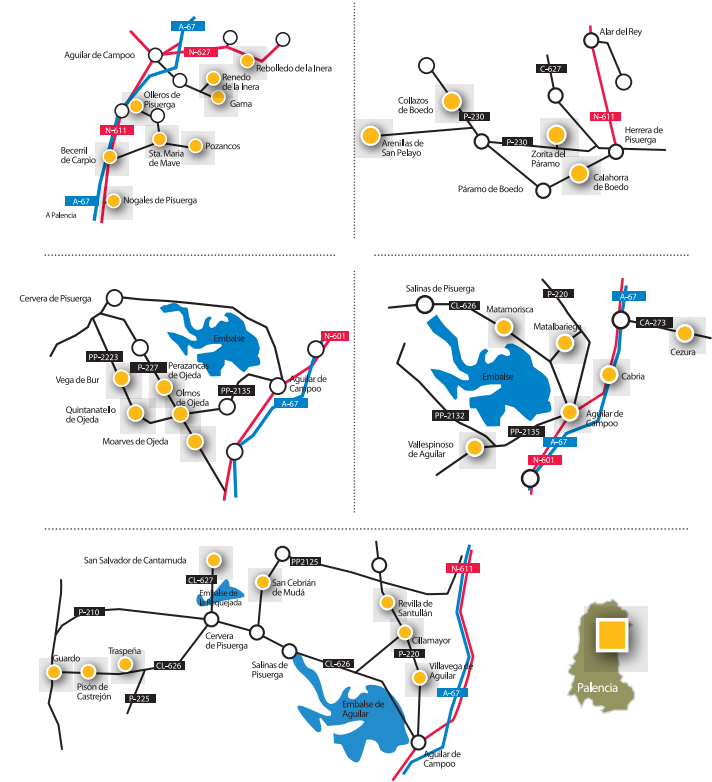 A-67
Aguilar de Campoo
N-627
Rebolledo de la Inera
Renedo
de la Inera
Olleros de
Pisuerga
Gama
N-611
Becerril
de Carpio
Sta. María
de Mave
Pozancos
A-67
Nogales de Pisuerga
A Palencia
Alar del Rey
C-627
Collazos
de Boedo
P-230
N-611
Arenillas de
San Pelayo
P-230
Herrera de
Pisuerga
Zorita del
Páramo
Páramo de Boedo
Calahorra
de Boedo
Cervera de Pisuerga
Embalse
N-601
PP-2223
P-227
Perazancas
de Ojeda
Vega de Bur
PP-2135
Aguilar de
Campoo
Olmos
de Ojeda
Quintanatello
de Ojeda
A-67
Moarves de Ojeda
Salinas de Pisuerga
CL-626
P-220
A-67
Matamorisca
Matalbariega
CA-273
Cezura
Embalse
Cabria
PP-2132
Aguilar de
Campoo
PP-2135
Vallespinoso
de Aguilar
A-67
N-601
San Salvador de Cantamuda
CL-627
PP2125
N-611
San Cebrián
de Mudá
Embalse de
la Requejada
P-210
Revilla de
Santullán
Cervera
de Pisuerga
Cillamayor
Traspeña
P-220
Guardo
CL-626
Salinas de
Pisuerga
CL-626
Villavega de
Aguilar
Pisón de
Castrejón
P-225
A-67
Embalse de
Aguilar
Aguilar de
Campoo
Palencia